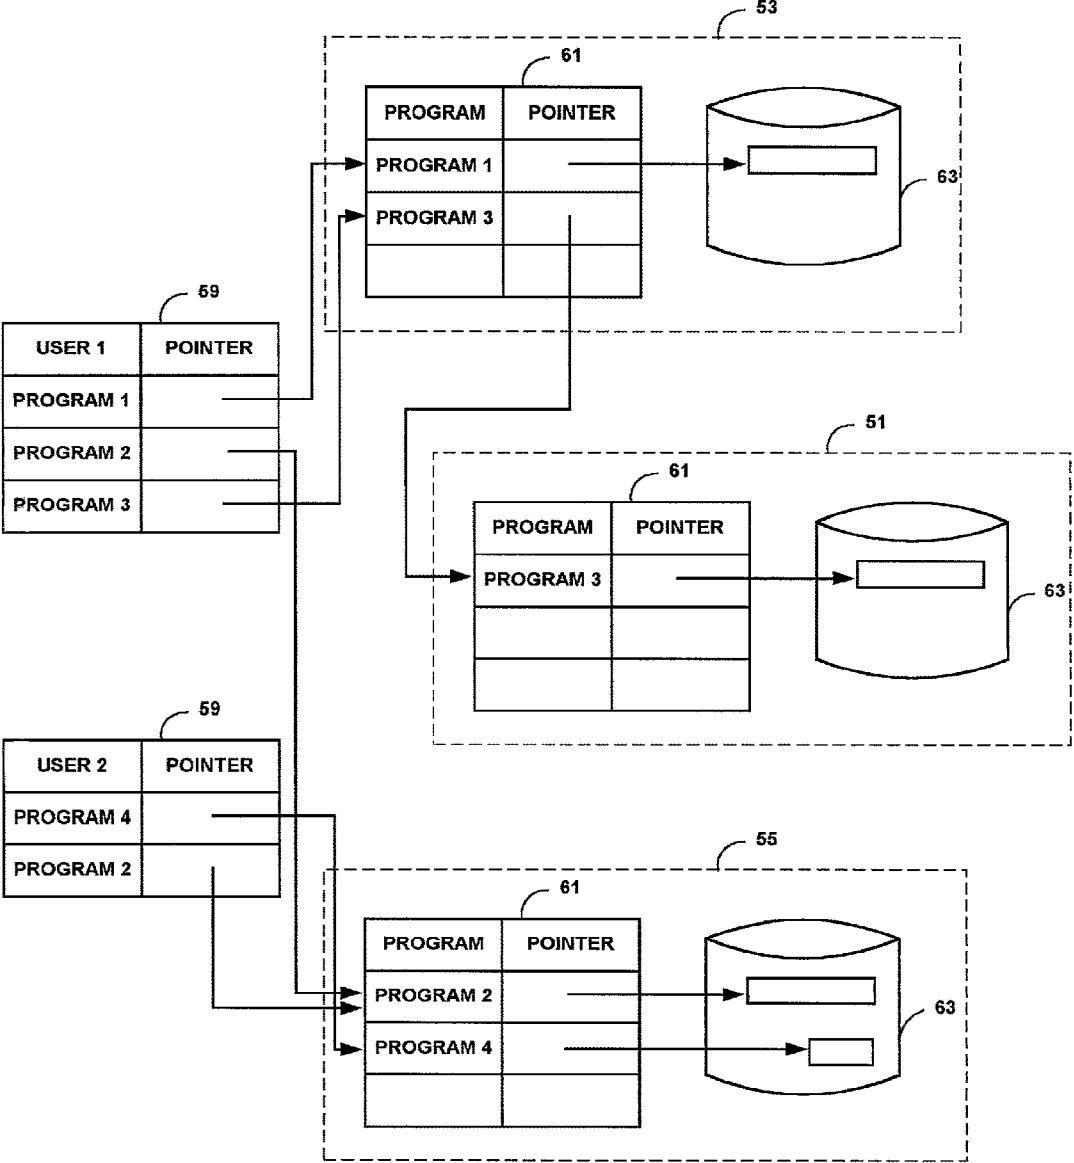 53
61
PROGRAM POINTER
PROGRAM 1
63
PROGRAM 3
59
USER 1 POINTER
PROGRAM 1
PROGRAM 2
PROGRAM 3
51
61
PROGRAM POINTER
PROGRAM 3
63
59
USER 2 POINTER
PROGRAM 4
PROGRAM 2
55
61
PROGRAM POINTER
PROGRAM 2
63
PROGRAM 4